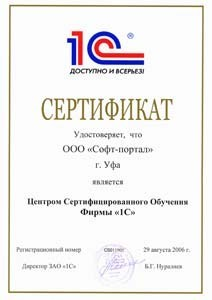 1С
ДОСТУПНО И ВСЕРЬЕЗ!
СЕРТИФИКАТ
Удостоверяет, что
ООО «Софт-портал»
г. Уфа
является
Центром Сертифицированного Обучения
Фирмы «1С»
Регистрационный номер
29 августа 2006 г.
Директор ЗАО «1С»
Б.Г. Нуралиев